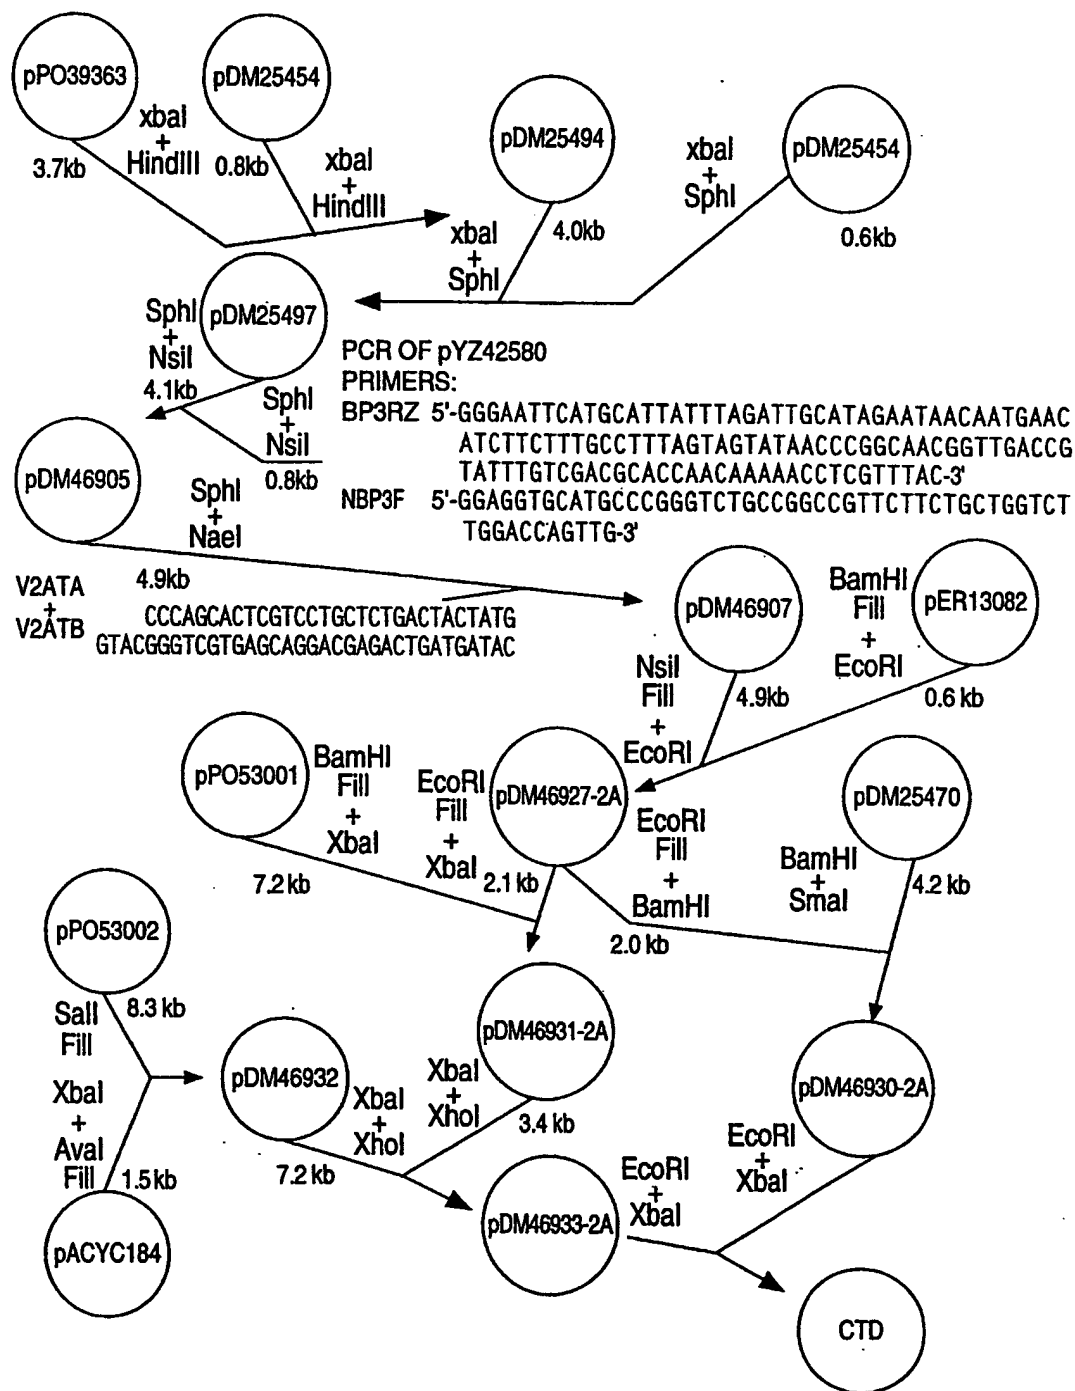 pPO39363
pDM25454
xbaI
+
HindIII
3.7kb
0.8kb
xbaI
+
HindIII
pDM25494
xbaI
+
SphI
pDM25454
4.0kb
xbaI
+
SphI
0.6kb
pDM25497
SphI
+
NsiI
4.1kb
SphI
+
NsiI
0.8kb
PCR OF pYZ42580
PRIMERS:
BP3RZ 5'-GGGAATTCATGCATTATTTAGATTGCATAGAATAACAATGAAC
ATCTTCTTTGCCTTTAGTAGTATAACCCGGCAACGGTTGACCG
TATTTGTCGACGCACCAACAAAAACCTCGTTTAC-3'
NBP3F 5'-GGAGGTGCATGCCCGGGTCTGCCGGCCGTTCTTCTGCTGGTCT
TGGACCAGTTG-3'
pDM46905
SphI
+
NaeI
4.9kb
V2ATA
+
V2ATB
CCCAGCACTCGTCCTGCTCTGACTACTATG
GTACGGGTCGTGAGCAGGACGAGACTGATGATAC
pDM46907
BamHI
Fill
+
EcoRI
pER13082
NsiI
Fill
+
EcoRI
4.9kb
0.6 kb
pPO53001
BamHI
Fill
+
XbaI
EcoRI
Fill
+
XbaI
pDM46927-2A
EcoRI
Fill
+
BamHI
pDM25470
BamHI
+
SmaI
7.2 kb
2.1 kb
2.0 kb
4.2 kb
pPO53002
8.3 kb
SalI
Fill
XbaI
+
AvaI
Fill
1.5kb
pACYC184
pDM46932
pDM46931-2A
XbaI
+
XhoI
XbaI
+
XhoI
7.2 kb
3.4 kb
pDM46930-2A
EcoRI
+
XbaI
pDM46933-2A
EcoRI
+
XbaI
CTD